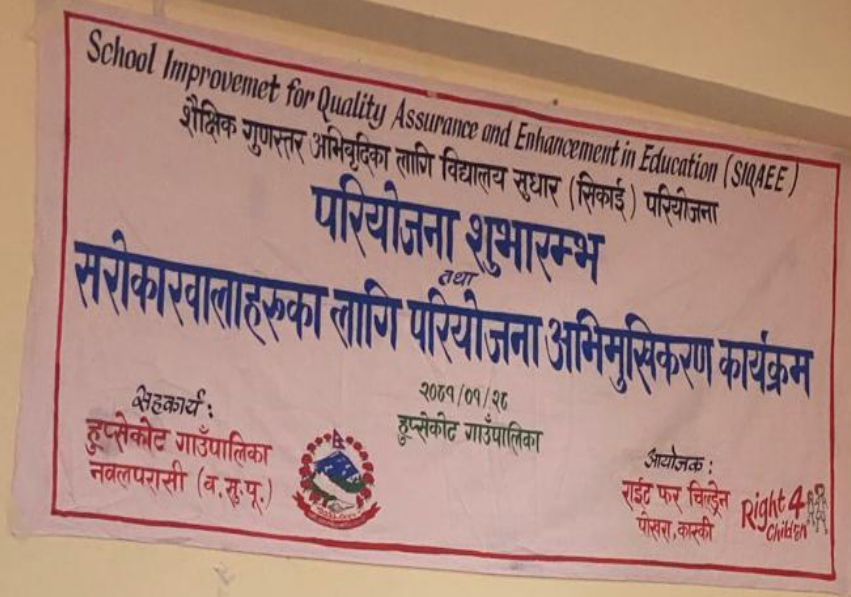 School Improvemet for Quality Assurance and Enhancement in Education (SIQAEE)
शैक्षिक गुणस्तर अभिवृदिका लागि विद्यालय सुधार (सिकाई) परियोजना
परियोजना शुभारम्भ
तथा
सरोकारवालाहरुका लागि परियोजना अभिमुखिकरण कार्यक्रम
२०८१/०१/२८
हुप्सेकोट गाउँपालिका
सहकार्य :
हुप्सेकोट गाउँपालिका
नवलपरासी (व.सु.पू.)
आयोजक :
राईट फर चिल्ड्रेन
पोखरा, कास्की
Right 4
Children